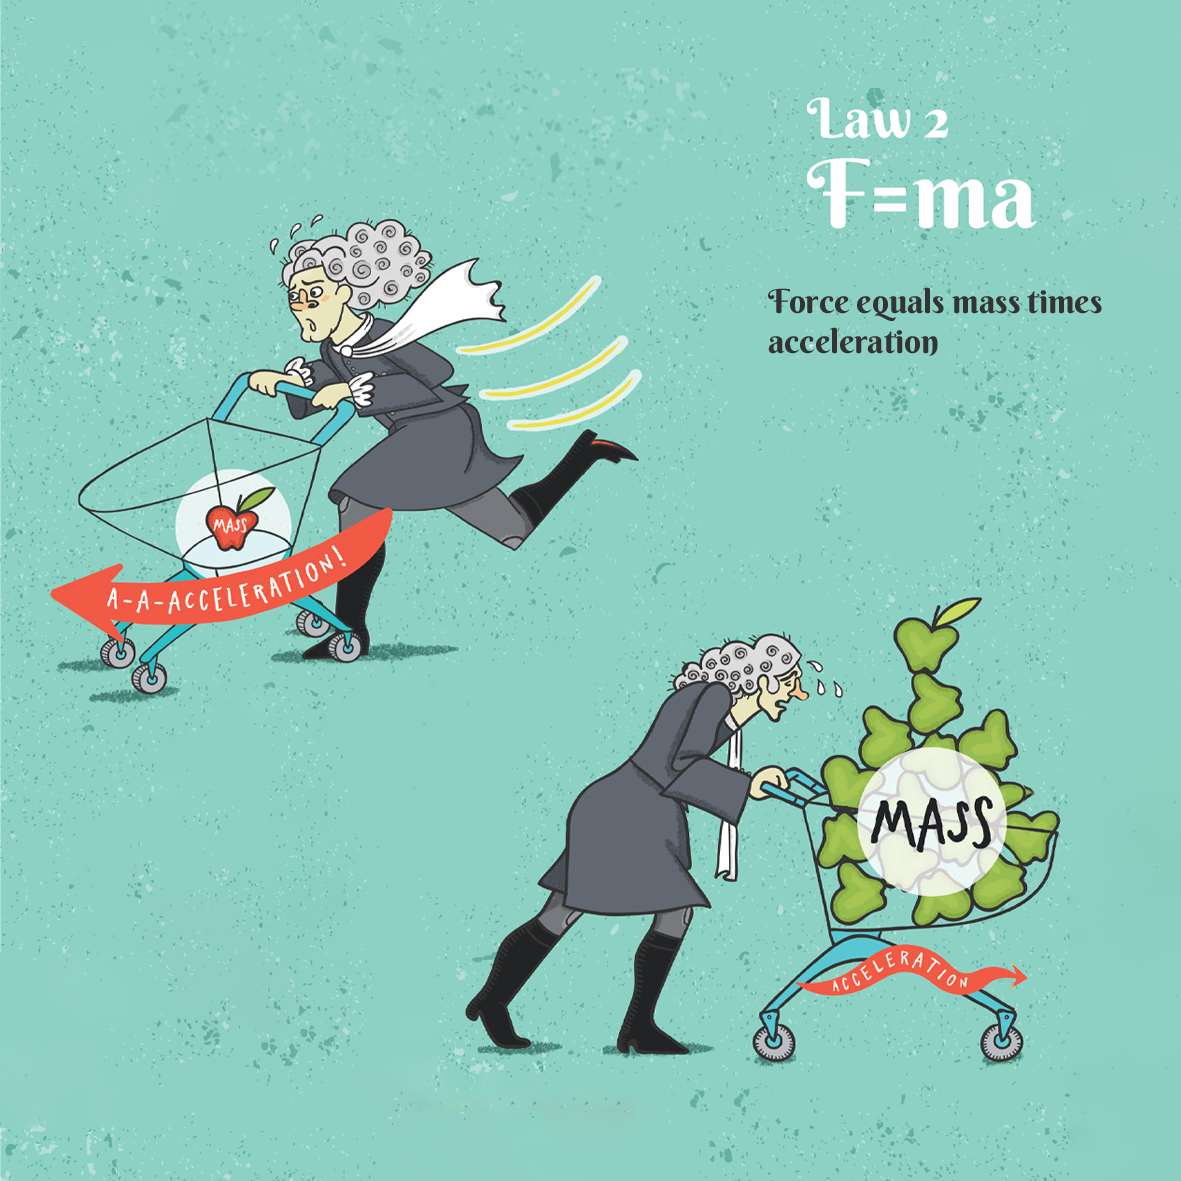 Law 2
F=ma
Force equals mass times
acceleration
MASS
A-A-ACCELERATION!
MASS
ACCELERATION